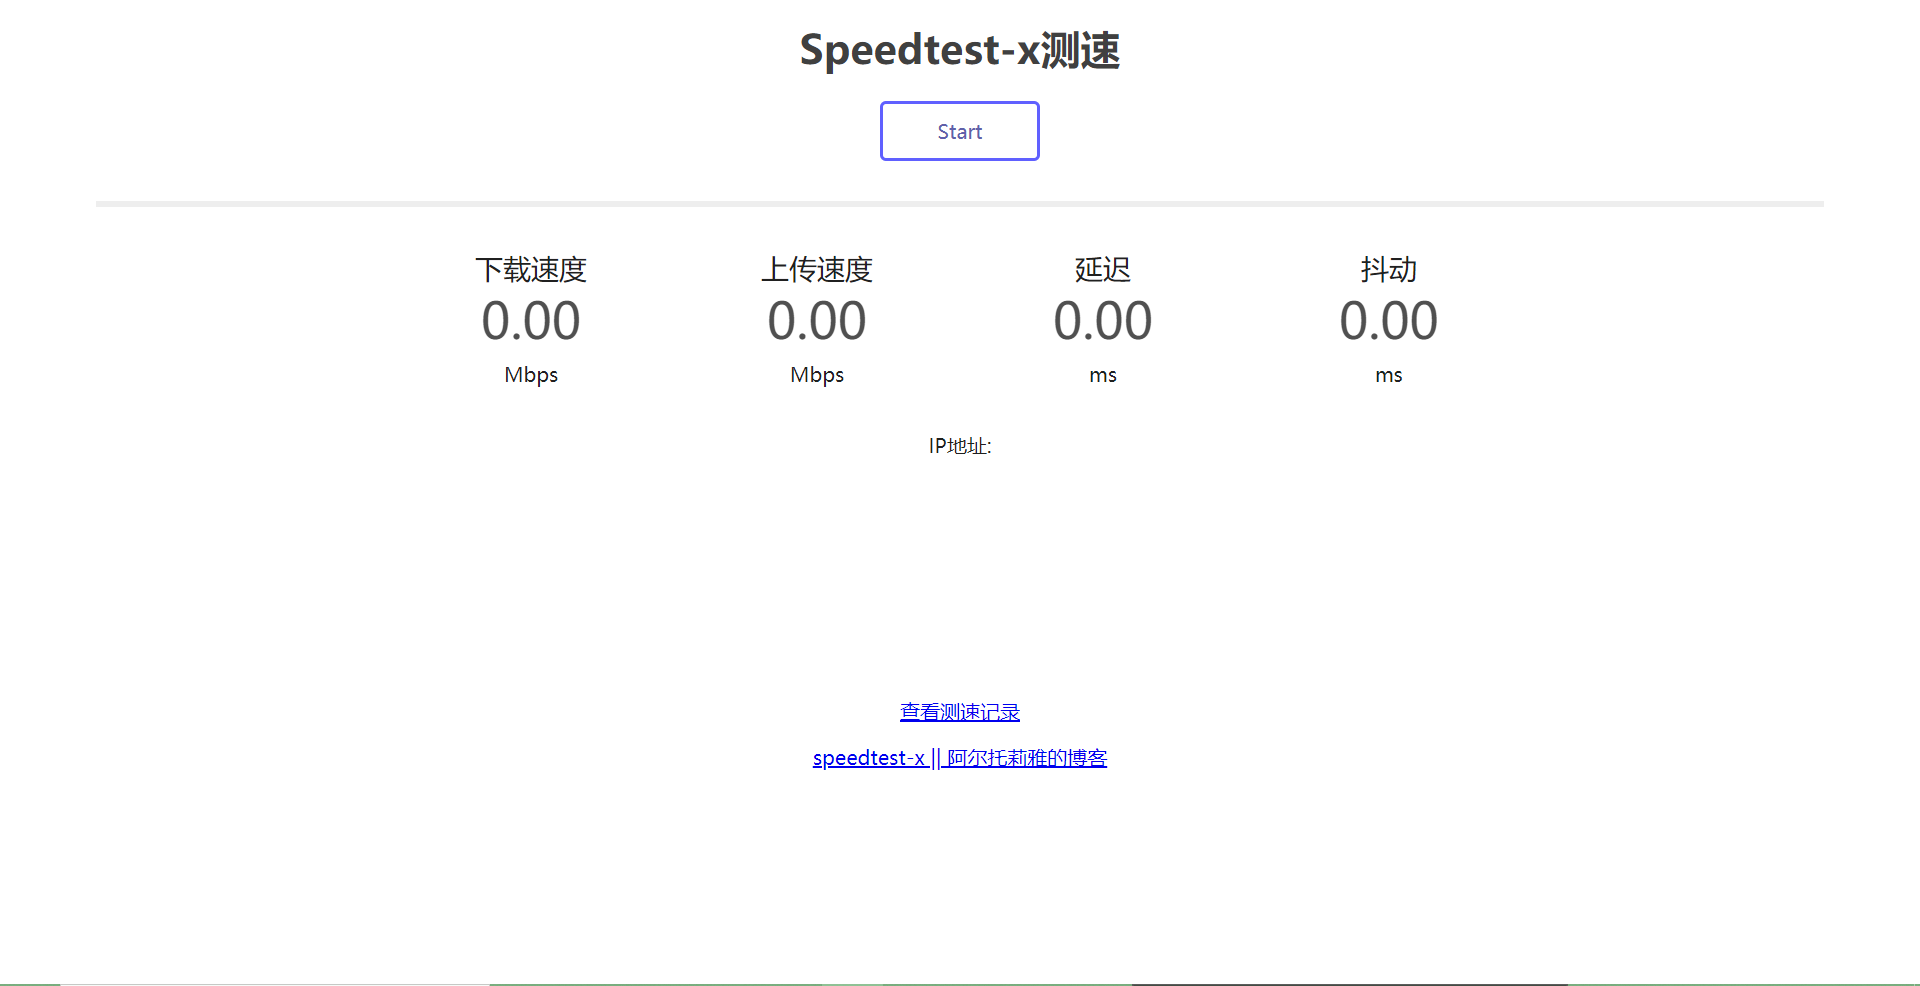 Speedtest-x测速
Start
下载速度 上传速度 延迟 抖动
0.00 0.00 0.00 0.00
Mbps Mbps ms ms
IP地址:
查看测速记录
speedtest-x || 阿尔托莉雅的博客